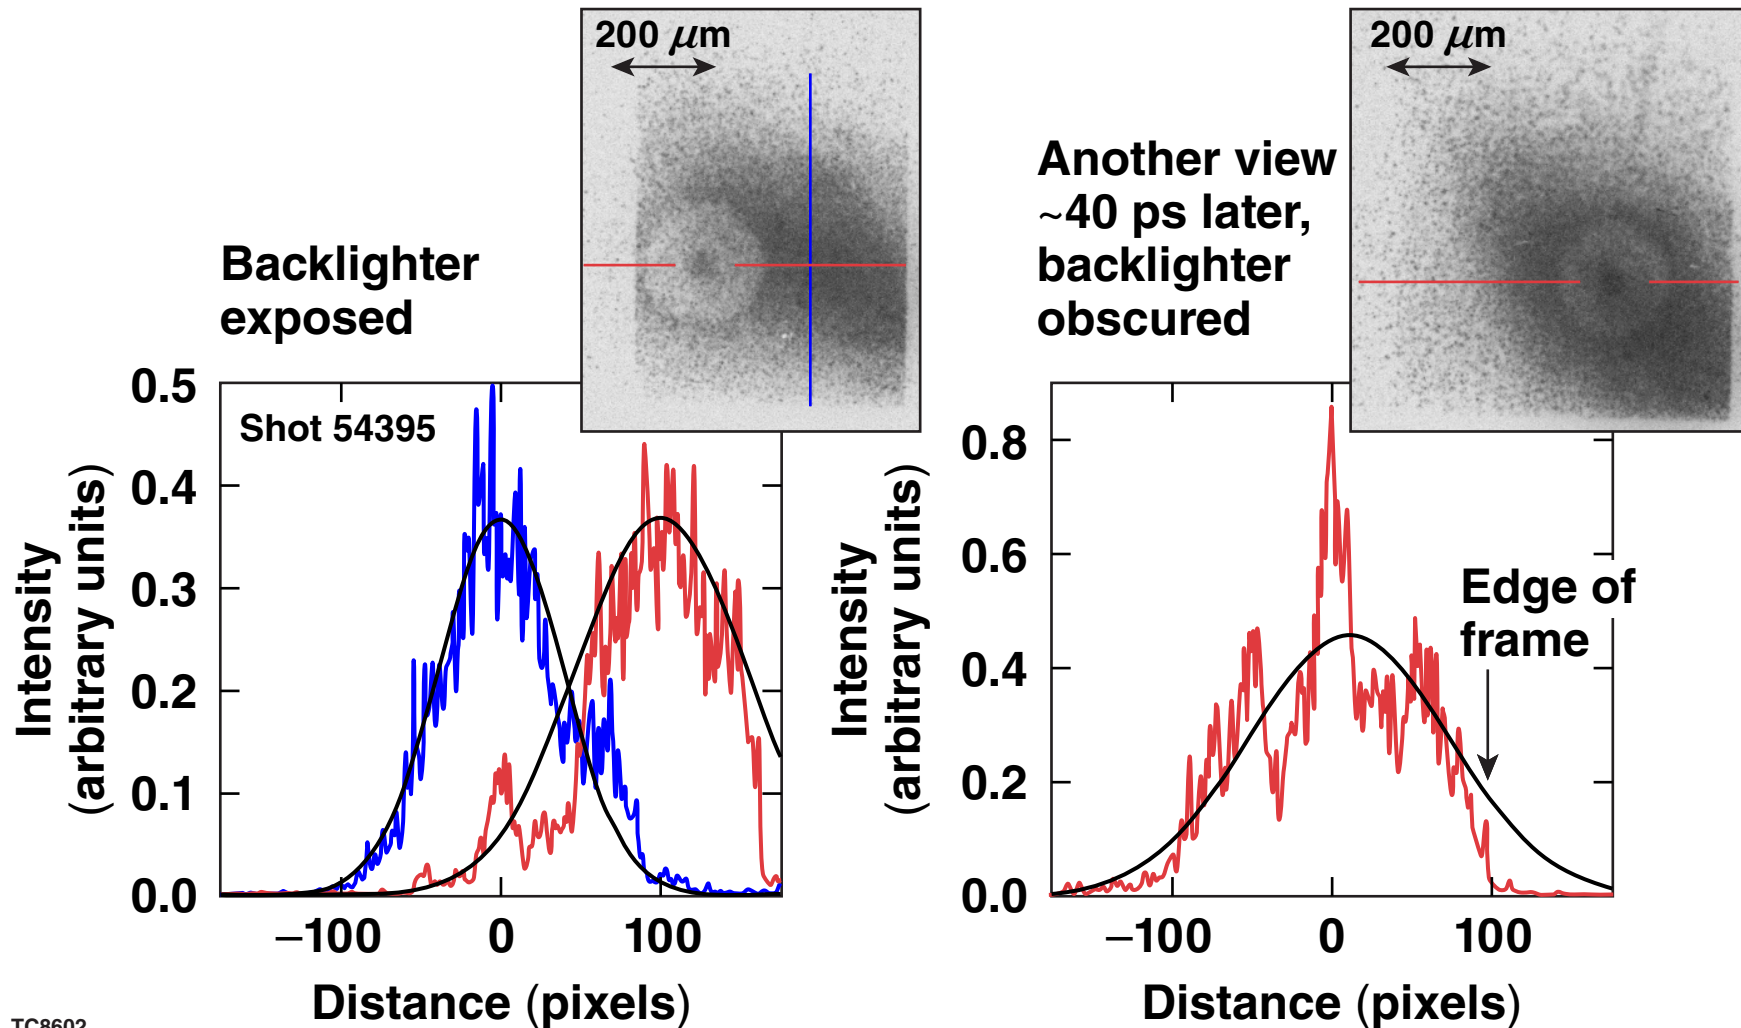 200 μm
Backlighter
exposed
Shot 54395
0.5
0.4
0.3
0.2
0.1
0.0
Intensity
(arbitrary units)
–100 0 100
Distance (pixels)
200 μm
Another view
~40 ps later,
backlighter
obscured
0.8
0.6
0.4
0.2
0.0
Intensity
(arbitrary units)
Edge of
frame
–100 0 100
Distance (pixels)
TC8602